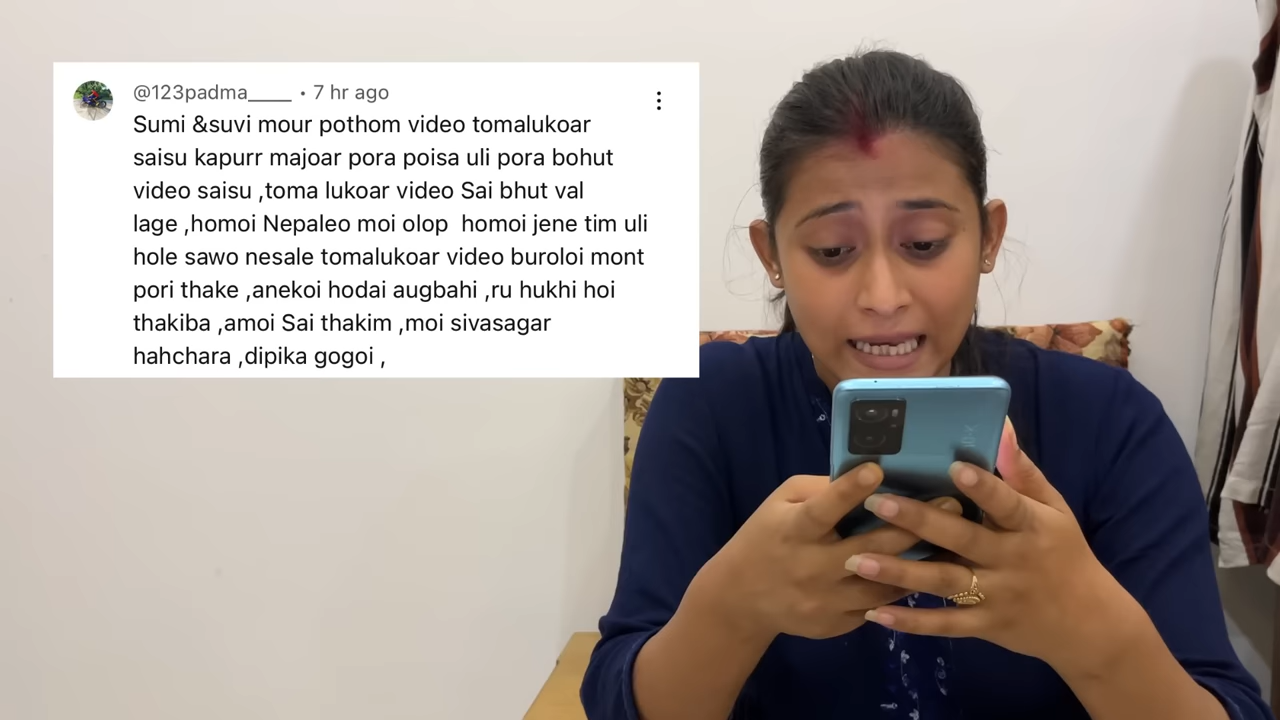 @123padma____ • 7 hr ago
Sumi &suvi mour pothom video tomalukoar
saisu kapurr majoar pora poisa uli pora bohut
video saisu ,toma lukoar video Sai bhut val
lage ,homoi Nepaleo moi olop  homoi jene tim uli
hole sawo nesale tomalukoar video buroloi mont
pori thake ,anekoi hodai augbahi ,ru hukhi hoi
thakiba ,amoi Sai thakim ,moi sivasagar
hahchara ,dipika gogoi ,